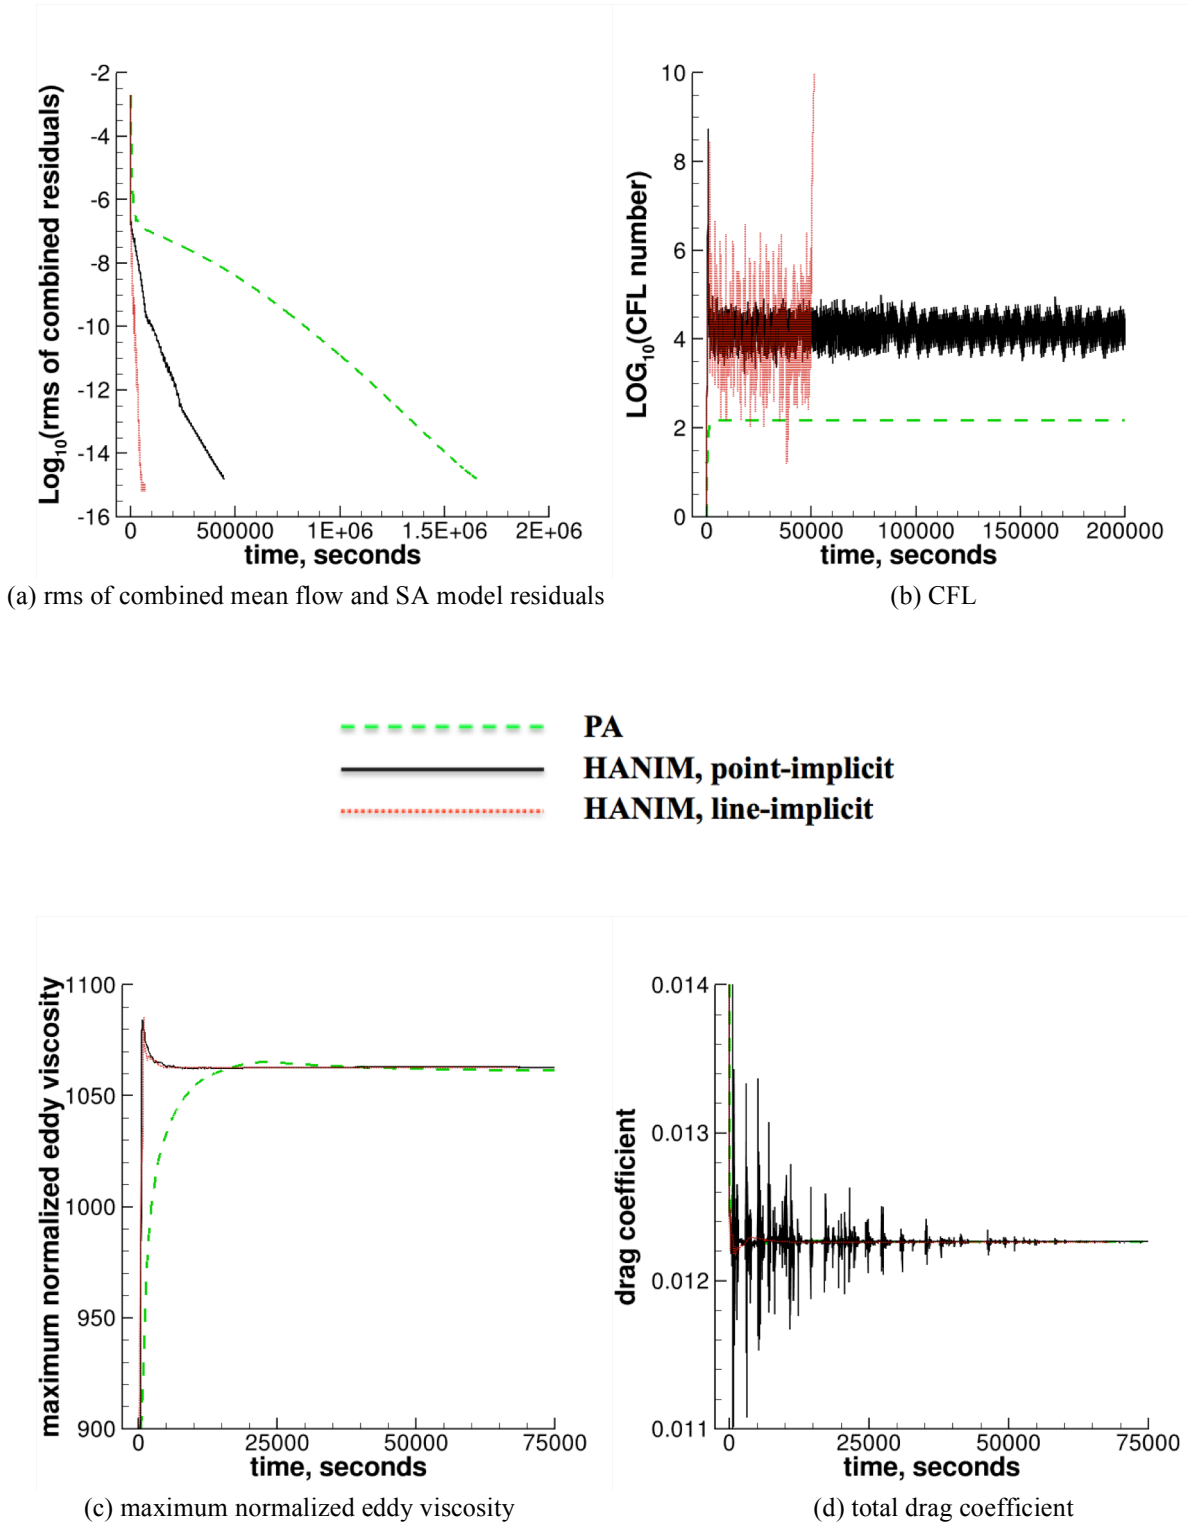 Log10(rms of combined residuals)
-2
-4
-6
-8
-10
-12
-14
-16
0 500000 1E+06 1.5E+06 2E+06
time, seconds
(a) rms of combined mean flow and SA model residuals
LOG10(CFL number)
10
8
6
4
2
0
0 50000 100000 150000 200000
time, seconds
(b) CFL
PA
HANIM, point-implicit
HANIM, line-implicit
maximum normalized eddy viscosity
1100
1050
1000
950
900
0 25000 50000 75000
time, seconds
(c) maximum normalized eddy viscosity
drag coefficient
0.014
0.013
0.012
0.011
0 25000 50000 75000
time, seconds
(d) total drag coefficient